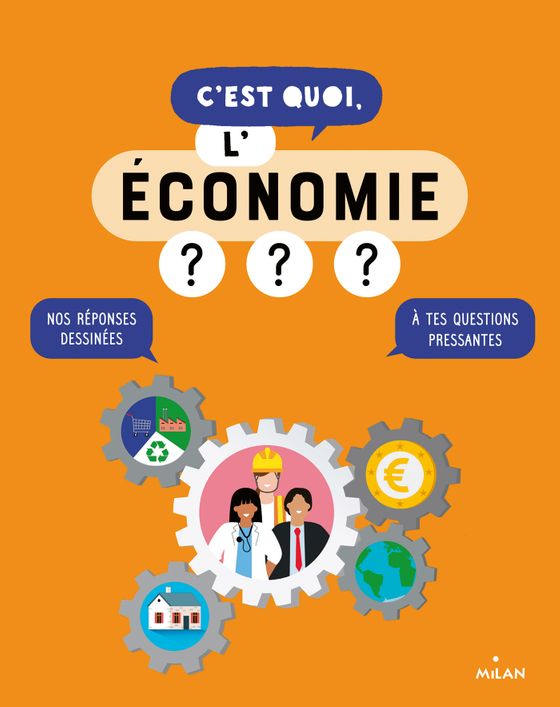 C'EST QUOI,
L'
ÉCONOMIE
? ? ?
NOS RÉPONSES
DESSINÉES
À TES QUESTIONS
PRESSANTES
€
MiLAN